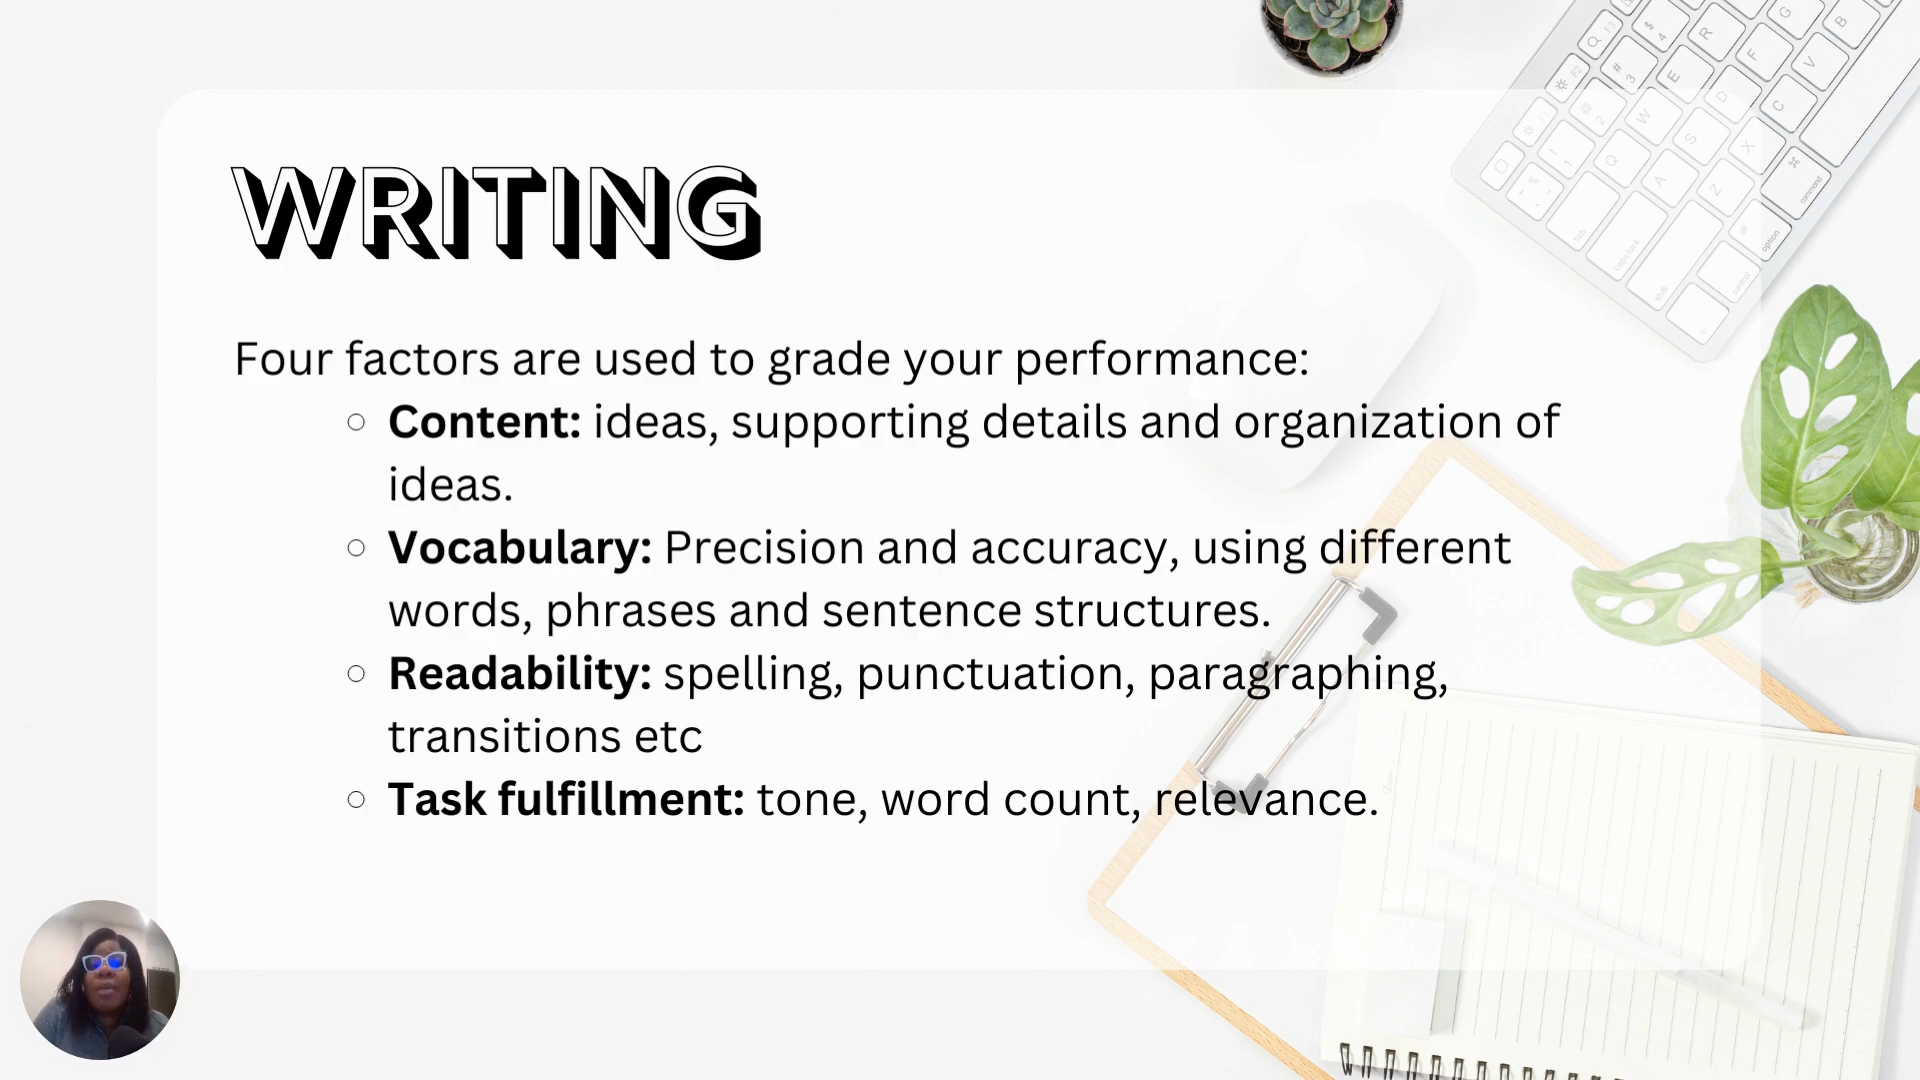 WRITING
Four factors are used to grade your performance:
Content: ideas, supporting details and organization of
ideas.
Vocabulary: Precision and accuracy, using different
words, phrases and sentence structures.
Readability: spelling, punctuation, paragraphing,
transitions etc
Task fulfillment: tone, word count, relevance.